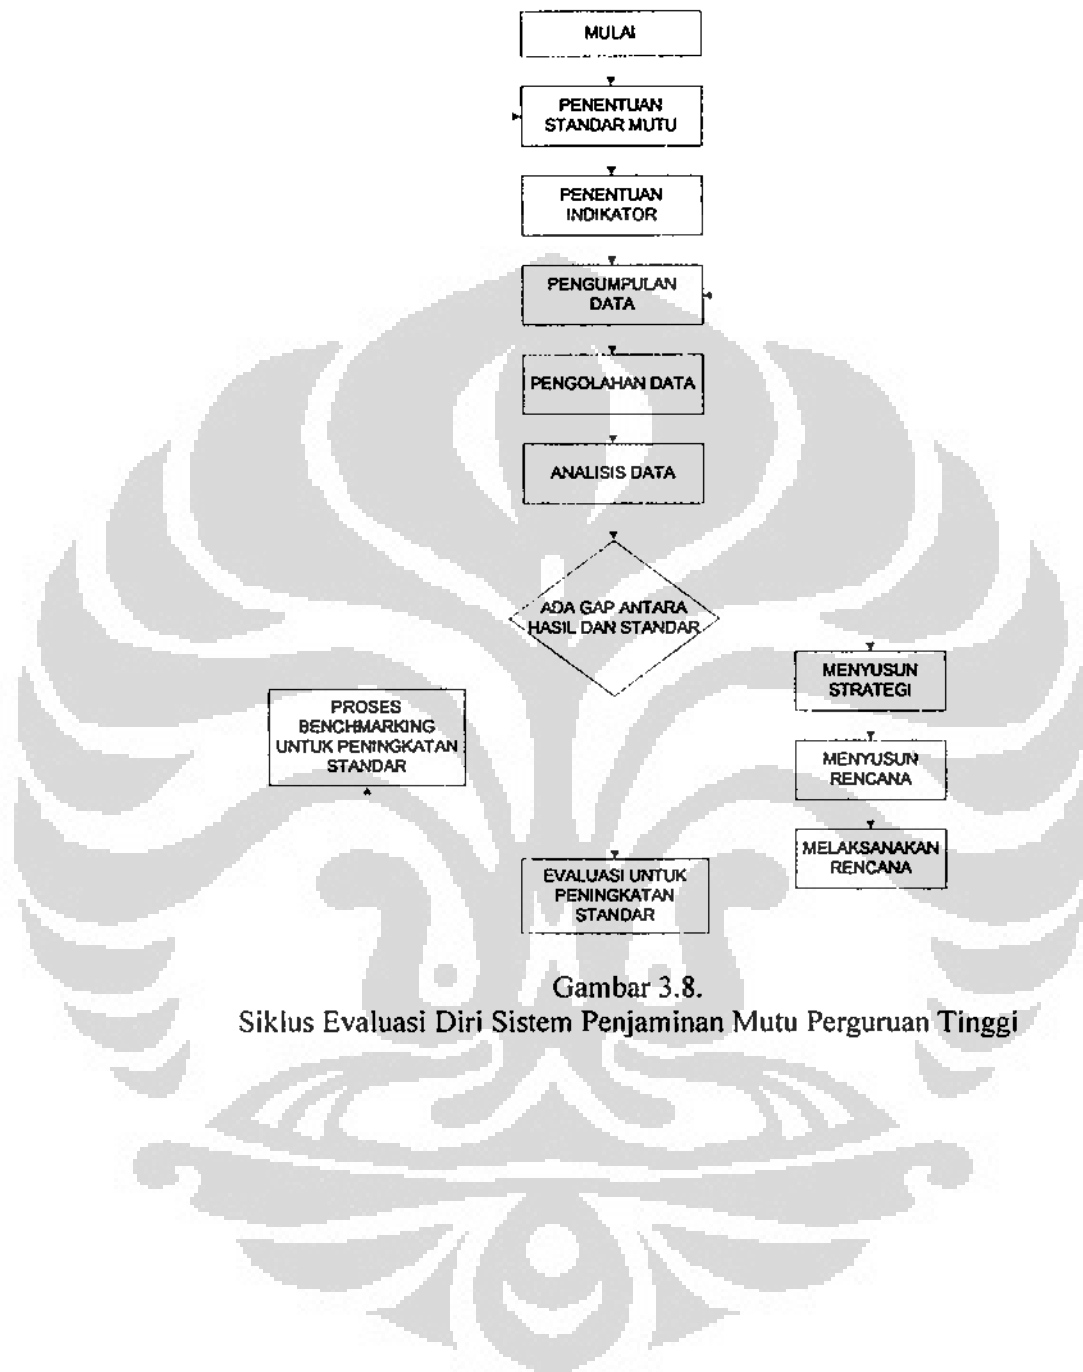 MULAI
PENENTUAN
STANDAR MUTU
PENENTUAN
INDIKATOR
PENGUMPULAN
DATA
PENGOLAHAN DATA
ANALISIS DATA
ADA GAP ANTARA
HASIL DAN STANDAR
MENYUSUN
STRATEGI
PROSES
BENCHMARKING
UNTUK PENINGKATAN
STANDAR
MENYUSUN
RENCANA
MELAKSANAKAN
RENCANA
EVALUASI UNTUK
PENINGKATAN
STANDAR
Gambar 3.8.
Siklus Evaluasi Diri Sistem Penjaminan Mutu Perguruan Tinggi